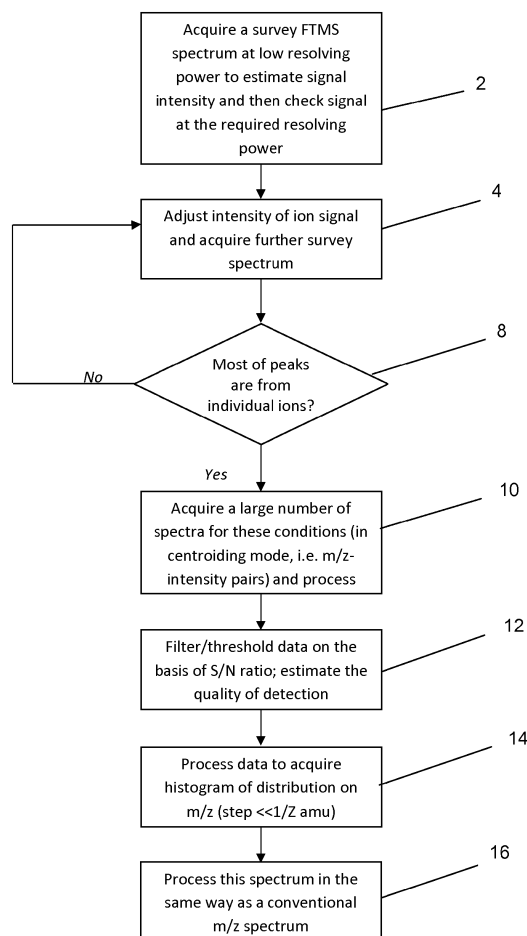 Acquire a survey FTMS
spectrum at low resolving
power to estimate signal
intensity and then check signal
at the required resolving
power
2
Adjust intensity of ion signal
and acquire further survey
spectrum
4
Most of peaks
are from
individual ions?
8
No
Yes
Acquire a large number of
spectra for these conditions (in
centroiding mode, i.e. m/z-
intensity pairs) and process
10
Filter/threshold data on the
basis of S/N ratio; estimate the
quality of detection
12
Process data to acquire
histogram of distribution on
m/z (step <<1/Z amu)
14
Process this spectrum in the
same way as a conventional
m/z spectrum
16